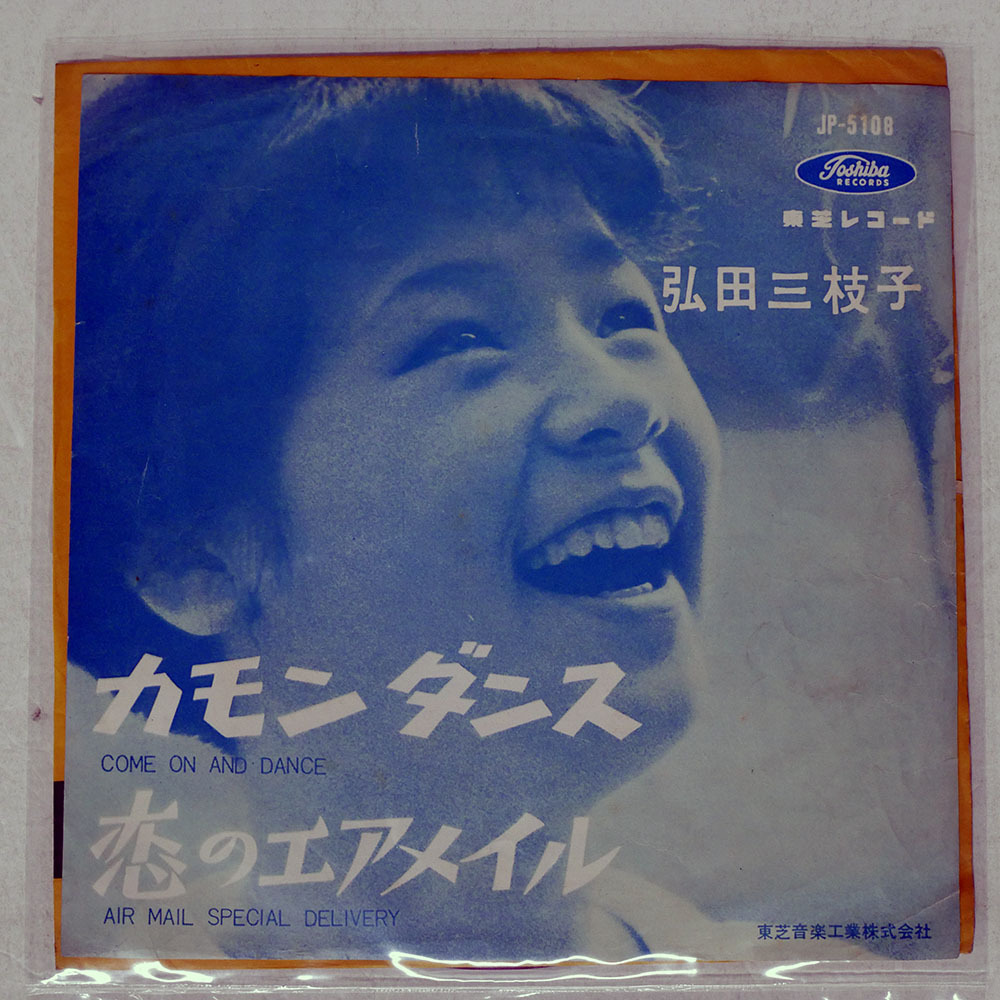 JP-5108
Toshiba
RECORDS
東芝レコード
弘田三枝子
カモン ダンス
COME ON AND DANCE
恋のエアメイル
AIR MAIL SPECIAL DELIVERY
東芝音楽工業株式会社